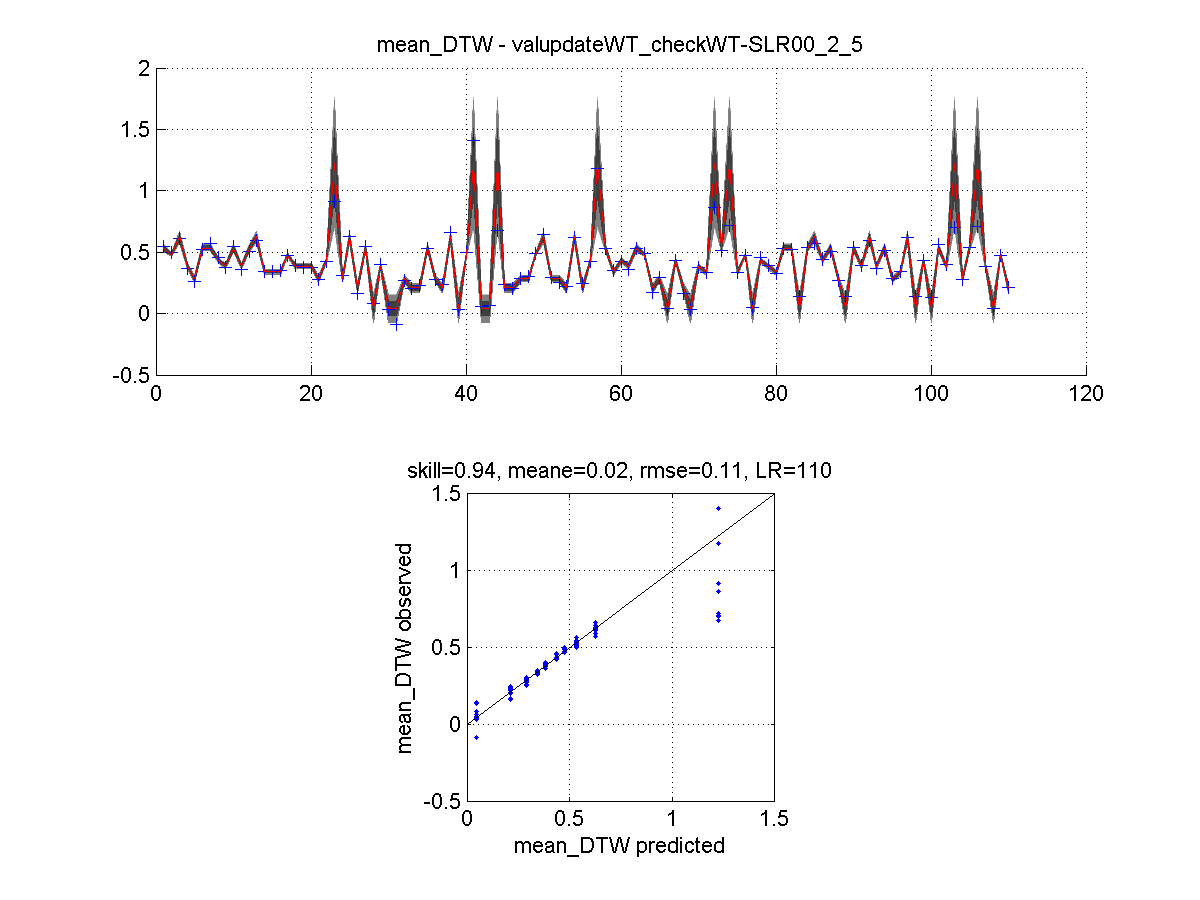 mean_DTW - valupdateWT_checkWT-SLR00_2_5
2
1.5
1
0.5
0
-0.5
0 20 40 60 80 100 120
skill=0.94, meane=0.02, rmse=0.11, LR=110
1.5
1
0.5
0
-0.5
mean_DTW observed
0 0.5 1 1.5
mean_DTW predicted